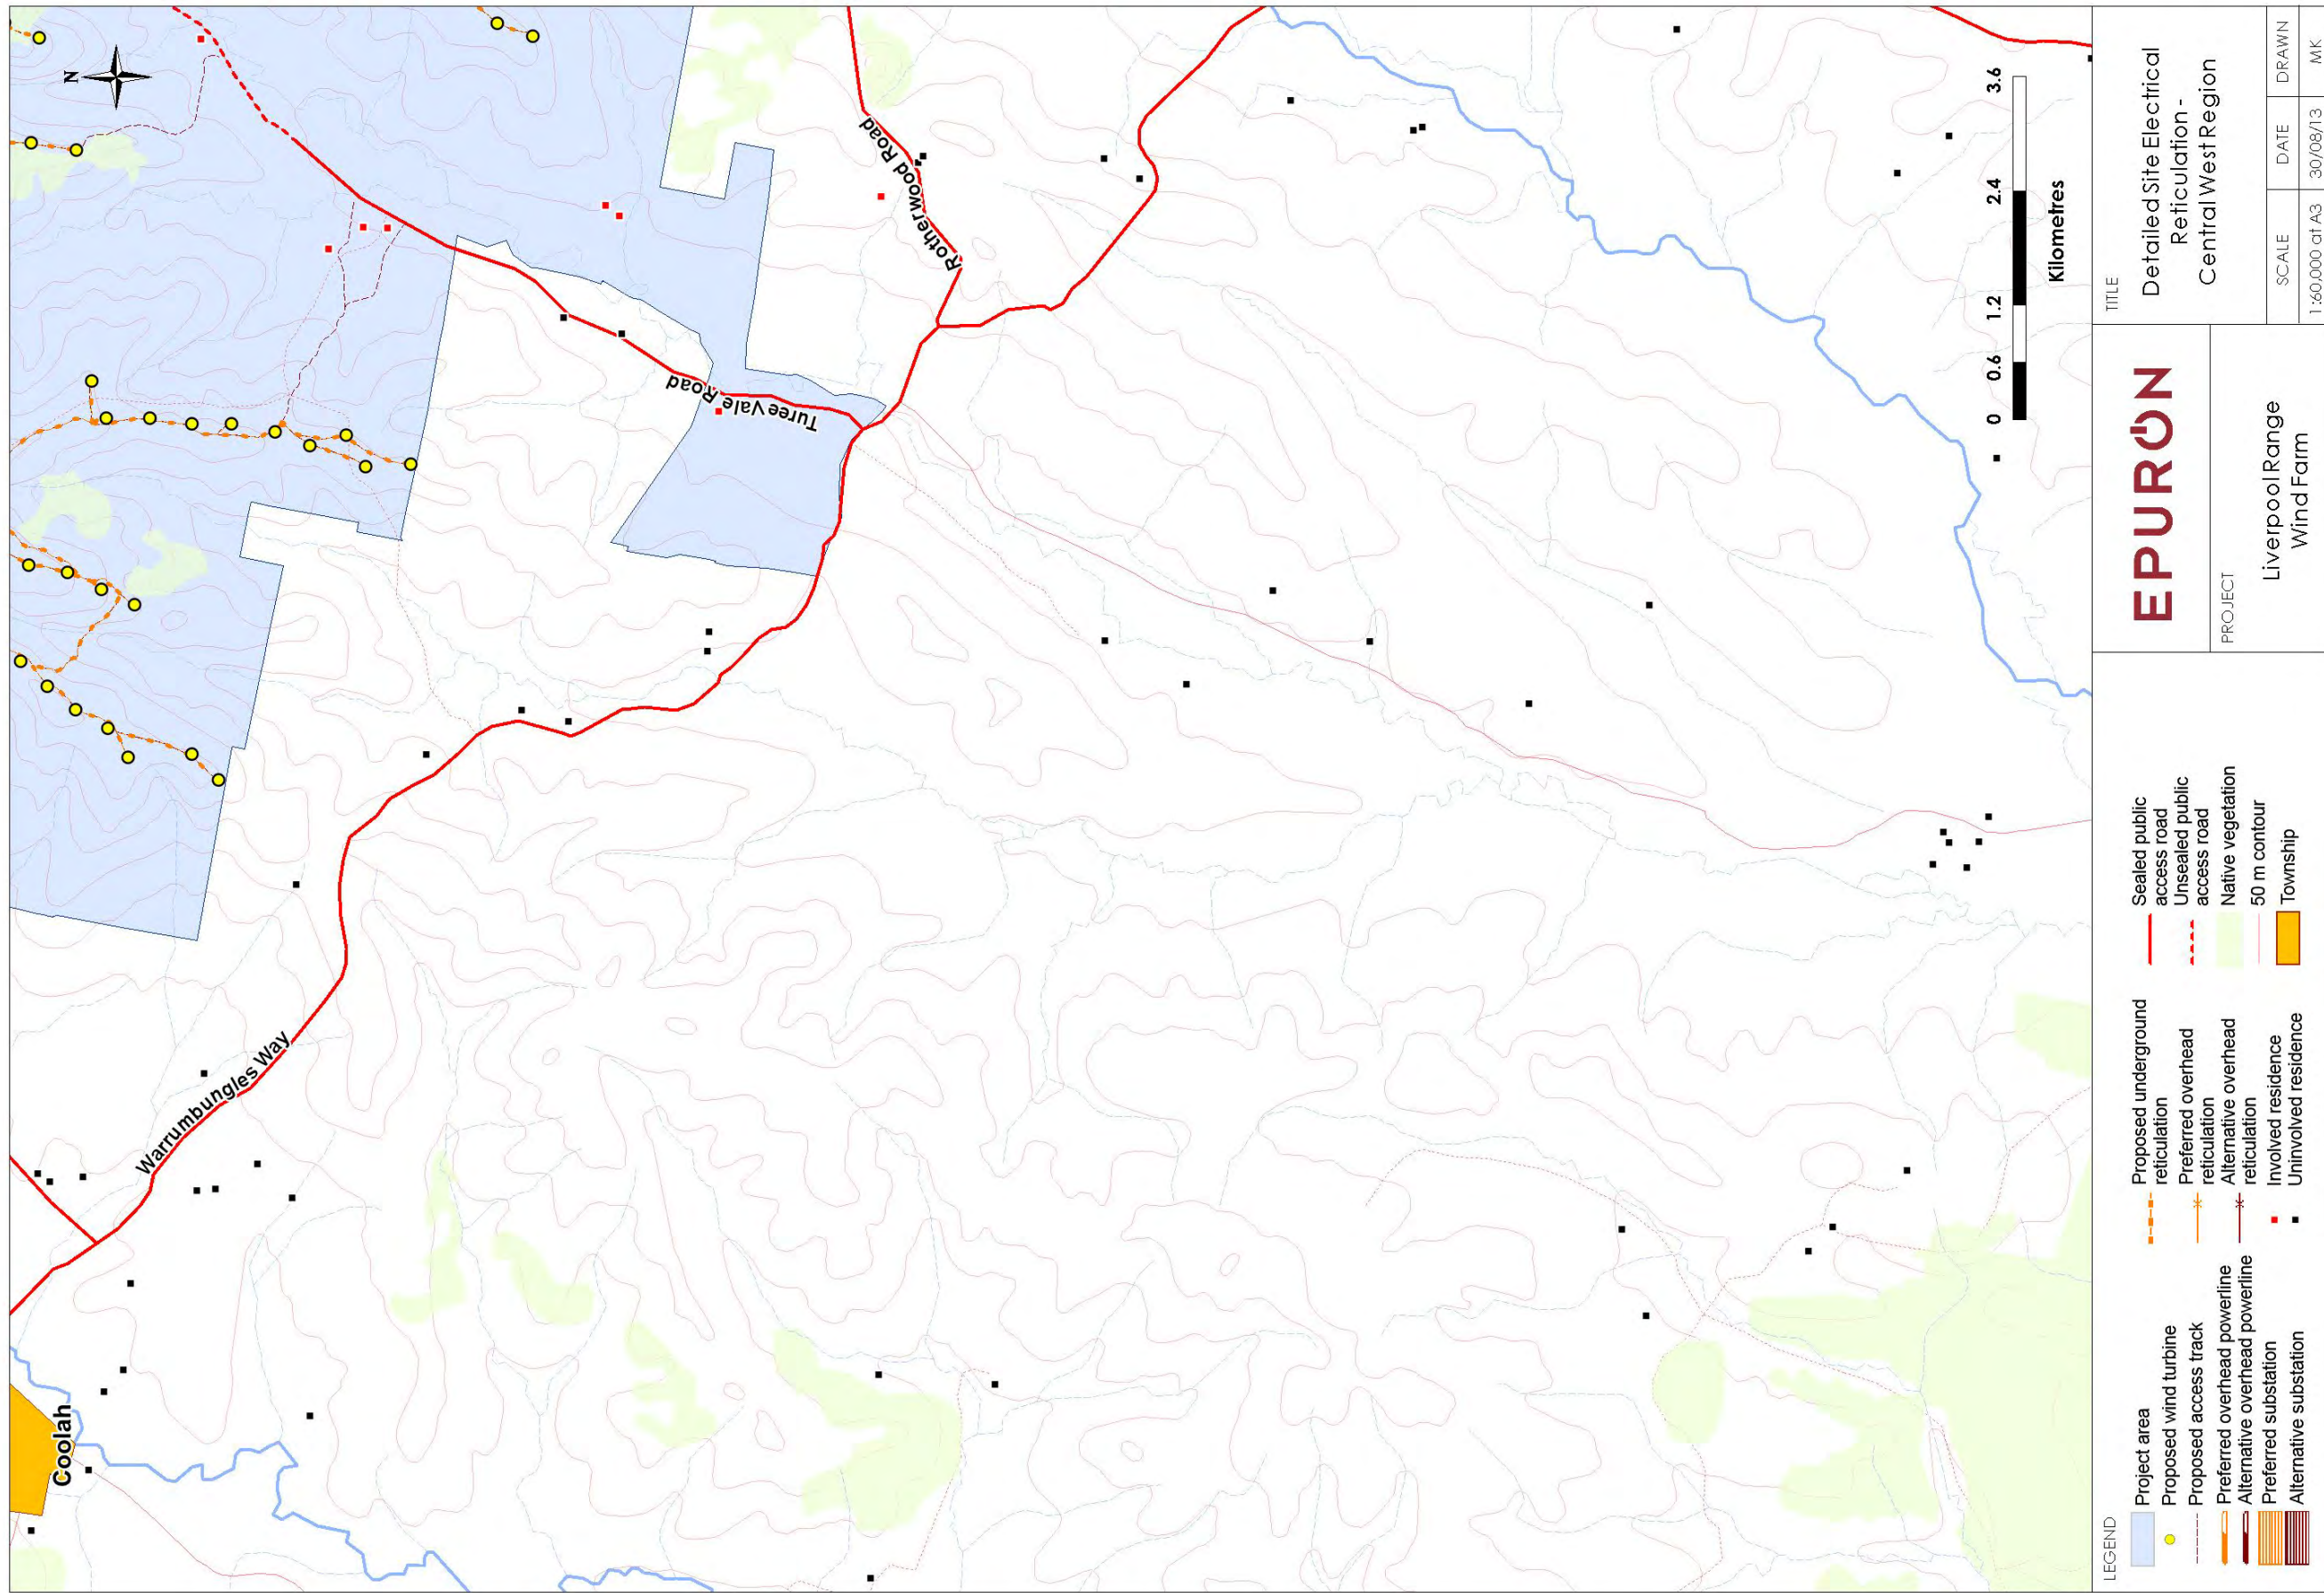 N
Coolah
Warrumbungles Way
Turee Vale Road
Rotherwood Road
0 0.6 1.2 2.4 3.6
Kilometres
LEGEND
Project area
Proposed wind turbine
Proposed access track
Preferred overhead powerline
Alternative overhead powerline
Preferred substation
Alternative substation
Proposed underground
reticulation
Preferred overhead
reticulation
Alternative overhead
reticulation
Involved residence
Uninvolved residence
Sealed public
access road
Unsealed public
access road
Native vegetation
50 m contour
Township
EPURON
PROJECT
Liverpool Range
Wind Farm
TITLE
Detailed Site Electrical
Reticulation -
Central West Region
SCALE DATE DRAWN
1:60,000 at A3 30/08/13 MK